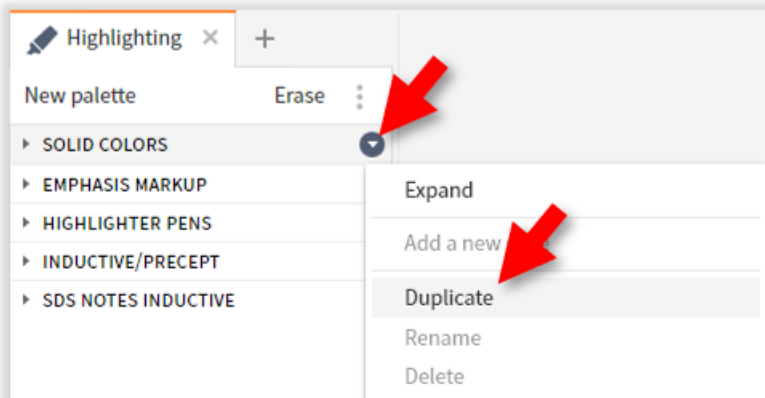 Highlighting
New palette Erase
SOLID COLORS
EMPHASIS MARKUP
HIGHLIGHTER PENS
INDUCTIVE/PRECEPT
SDS NOTES INDUCTIVE
Expand
Add a new
Duplicate
Rename
Delete